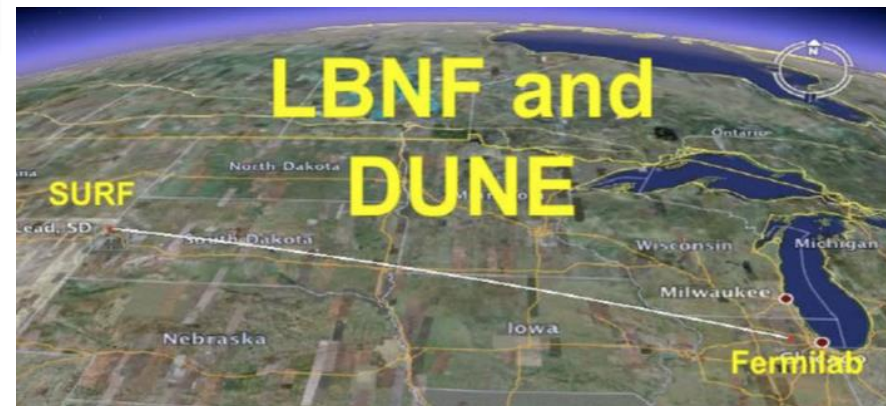 LBNF and
DUNE
N
Ontario
North Dakota
SURF
Lead, SD
South Dakota
Wisconsin
Michigan
Milwaukee
Nebraska
Iowa
Fermilab